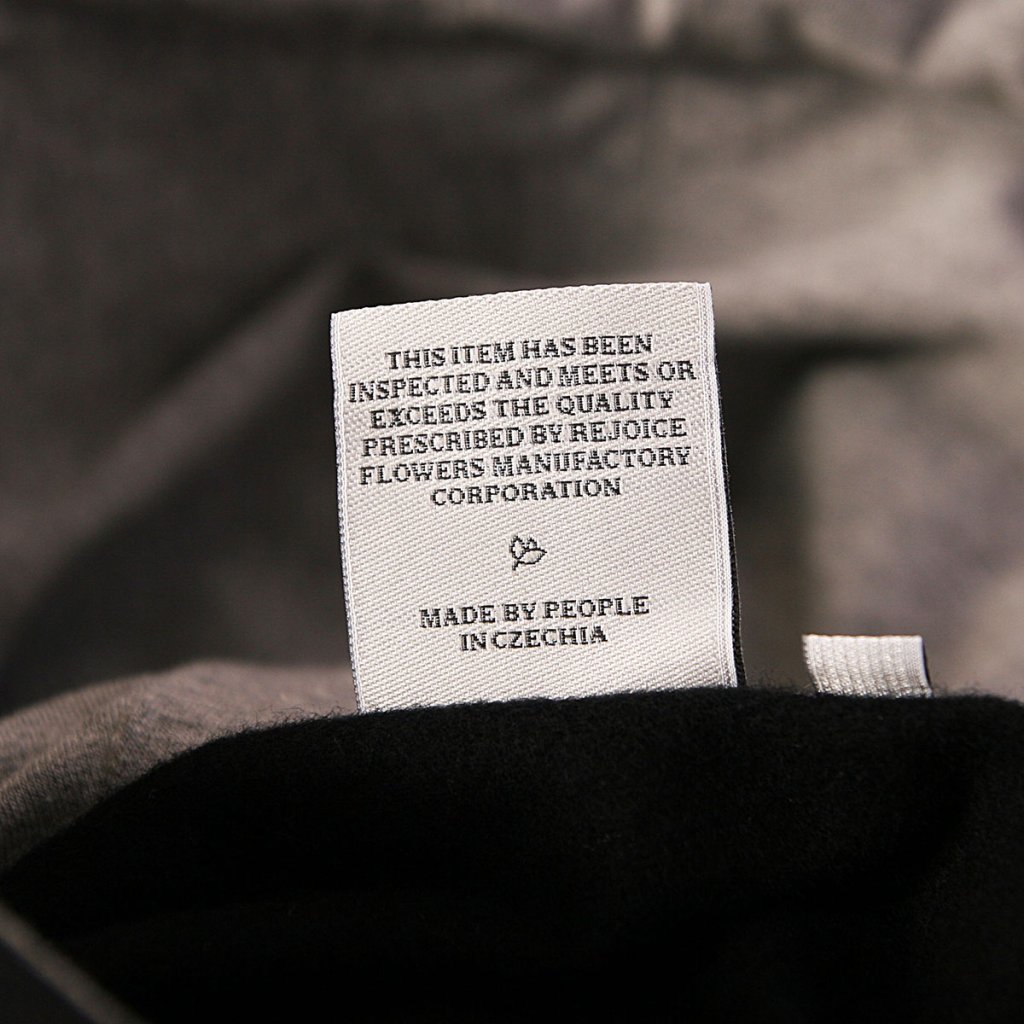 THIS ITEM HAS BEEN
INSPECTED AND MEETS OR
EXCEEDS THE QUALITY
PRESCRIBED BY REJOICE
FLOWERS MANUFACTORY
CORPORATION
MADE BY PEOPLE
IN CZECHIA